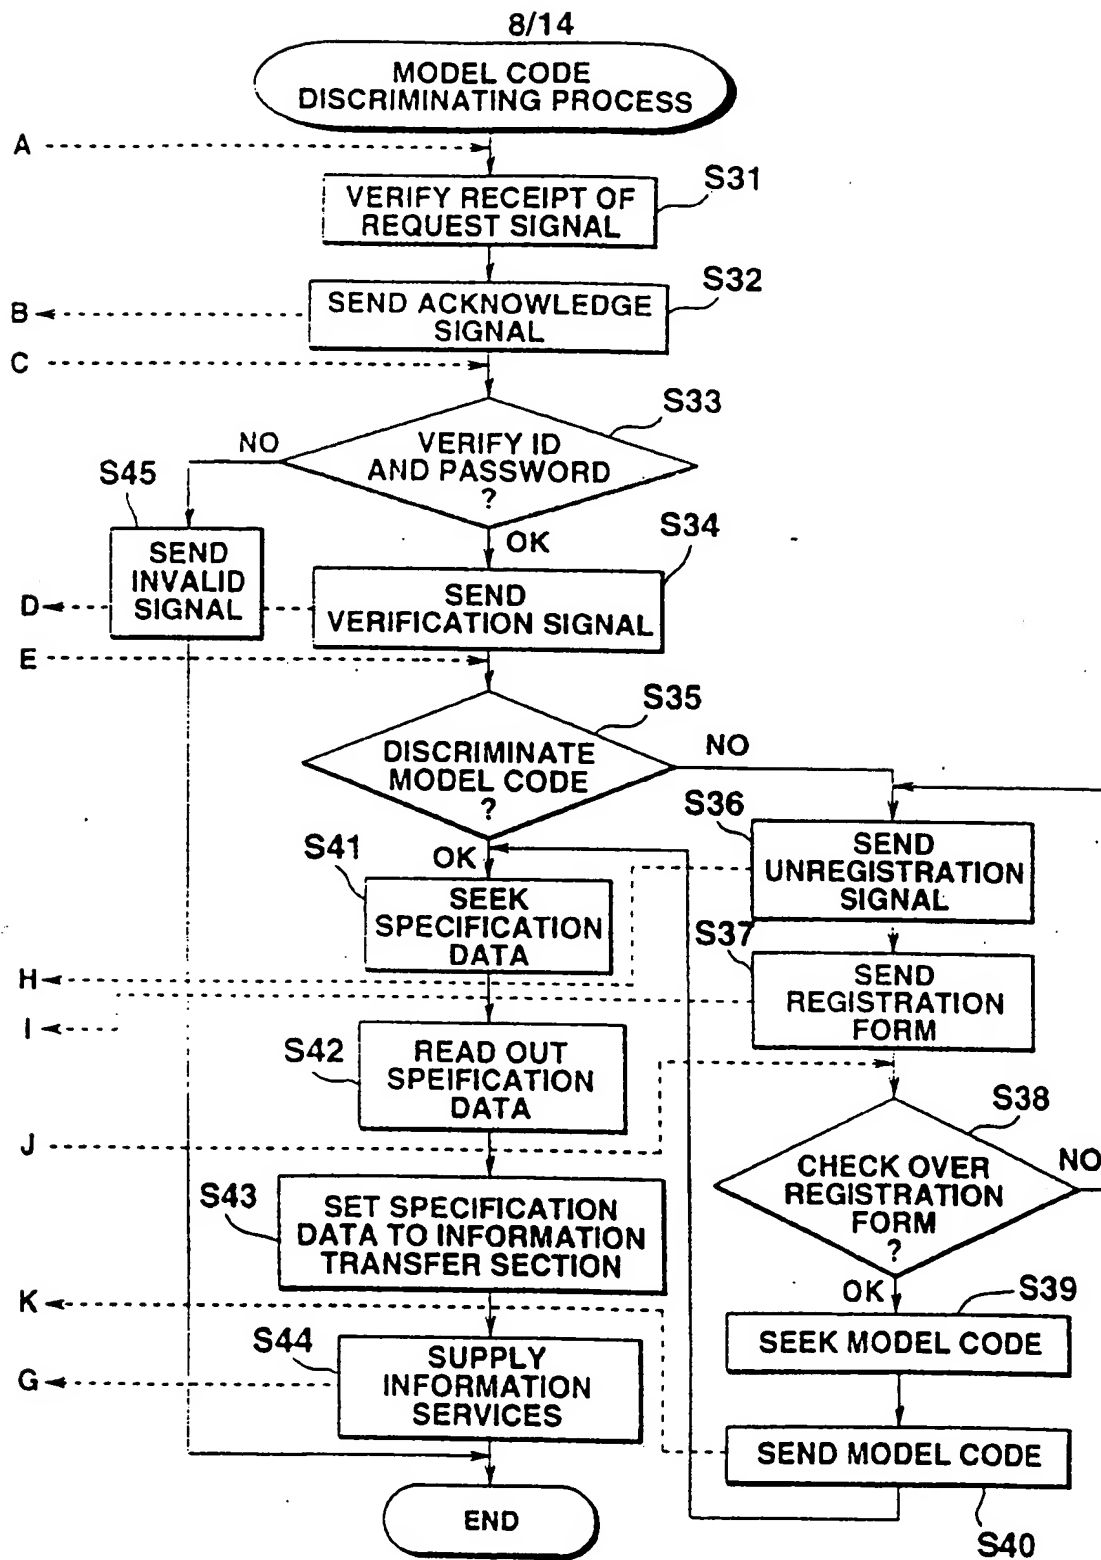 8/14
MODEL CODE
DISCRIMINATING PROCESS
A
S31
VERIFY RECEIPT OF
REQUEST SIGNAL
S32
B
SEND ACKNOWLEDGE
SIGNAL
C
S33
NO
VERIFY ID
AND PASSWORD
?
S45
OK
S34
SEND
INVALID
SIGNAL
D
SEND
VERIFICATION SIGNAL
E
S35
DISCRIMINATE
MODEL CODE
?
NO
S36
SEND
UNREGISTRATION
SIGNAL
S41
OK
SEEK
SPECIFICATION
DATA
S37
H
SEND
REGISTRATION
FORM
I
S42
READ OUT
SPEIFICATION
DATA
S38
J
CHECK OVER
REGISTRATION
FORM
?
NO
S43
SET SPECIFICATION
DATA TO INFORMATION
TRANSFER SECTION
K
OK
S39
SEEK MODEL CODE
S44
G
SUPPLY
INFORMATION
SERVICES
SEND MODEL CODE
END
S40